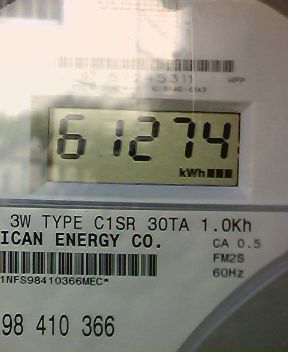 61274
kWh
3W TYPE C1SR 30TA 1.0Kh
ICAN ENERGY CO.
CA 0.5
FM2S
60Hz
1NFS98410366MEC*
98 410 366